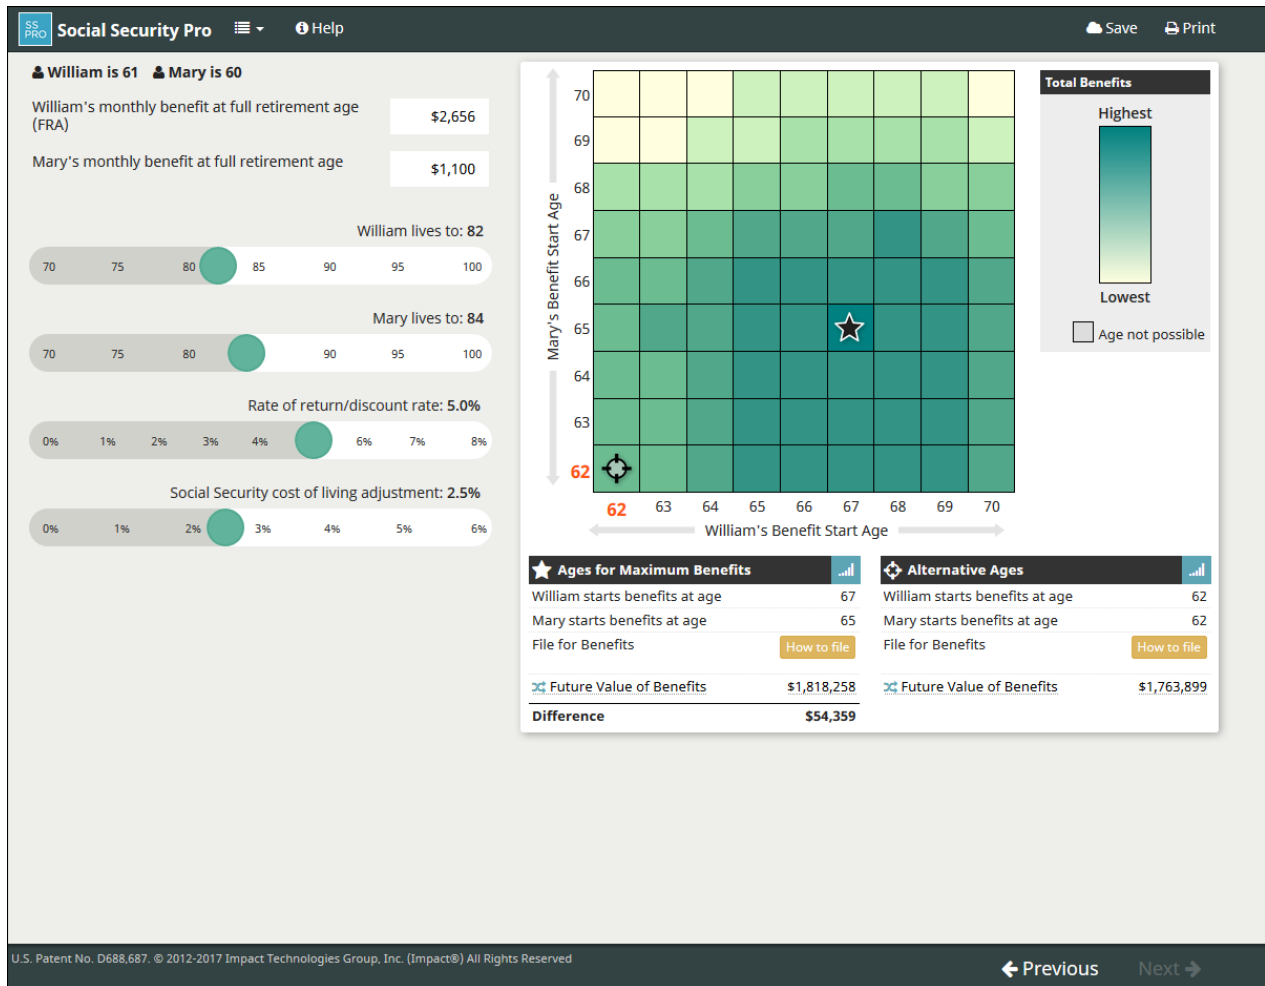 SS PRO Social Security Pro Help Save Print
William is 61 Mary is 60
William's monthly benefit at full retirement age (FRA) $2,656
Mary's monthly benefit at full retirement age $1,100
William lives to: 82
70 75 80 85 90 95 100
Mary lives to: 84
70 75 80 90 95 100
Rate of return/discount rate: 5.0%
0% 1% 2% 3% 4% 6% 7% 8%
Social Security cost of living adjustment: 2.5%
0% 1% 2% 3% 4% 5% 6%
Mary's Benefit Start Age
70
69
68
67
66
65
64
63
62
62 63 64 65 66 67 68 69 70
William's Benefit Start Age
Total Benefits
Highest
Lowest
Age not possible
Ages for Maximum Benefits
William starts benefits at age 67
Mary starts benefits at age 65
File for Benefits How to file
Future Value of Benefits $1,818,258
Difference $54,359
Alternative Ages
William starts benefits at age 62
Mary starts benefits at age 62
File for Benefits How to file
Future Value of Benefits $1,763,899
U.S. Patent No. D688,687. © 2012-2017 Impact Technologies Group, Inc. (Impact®) All Rights Reserved
Previous Next